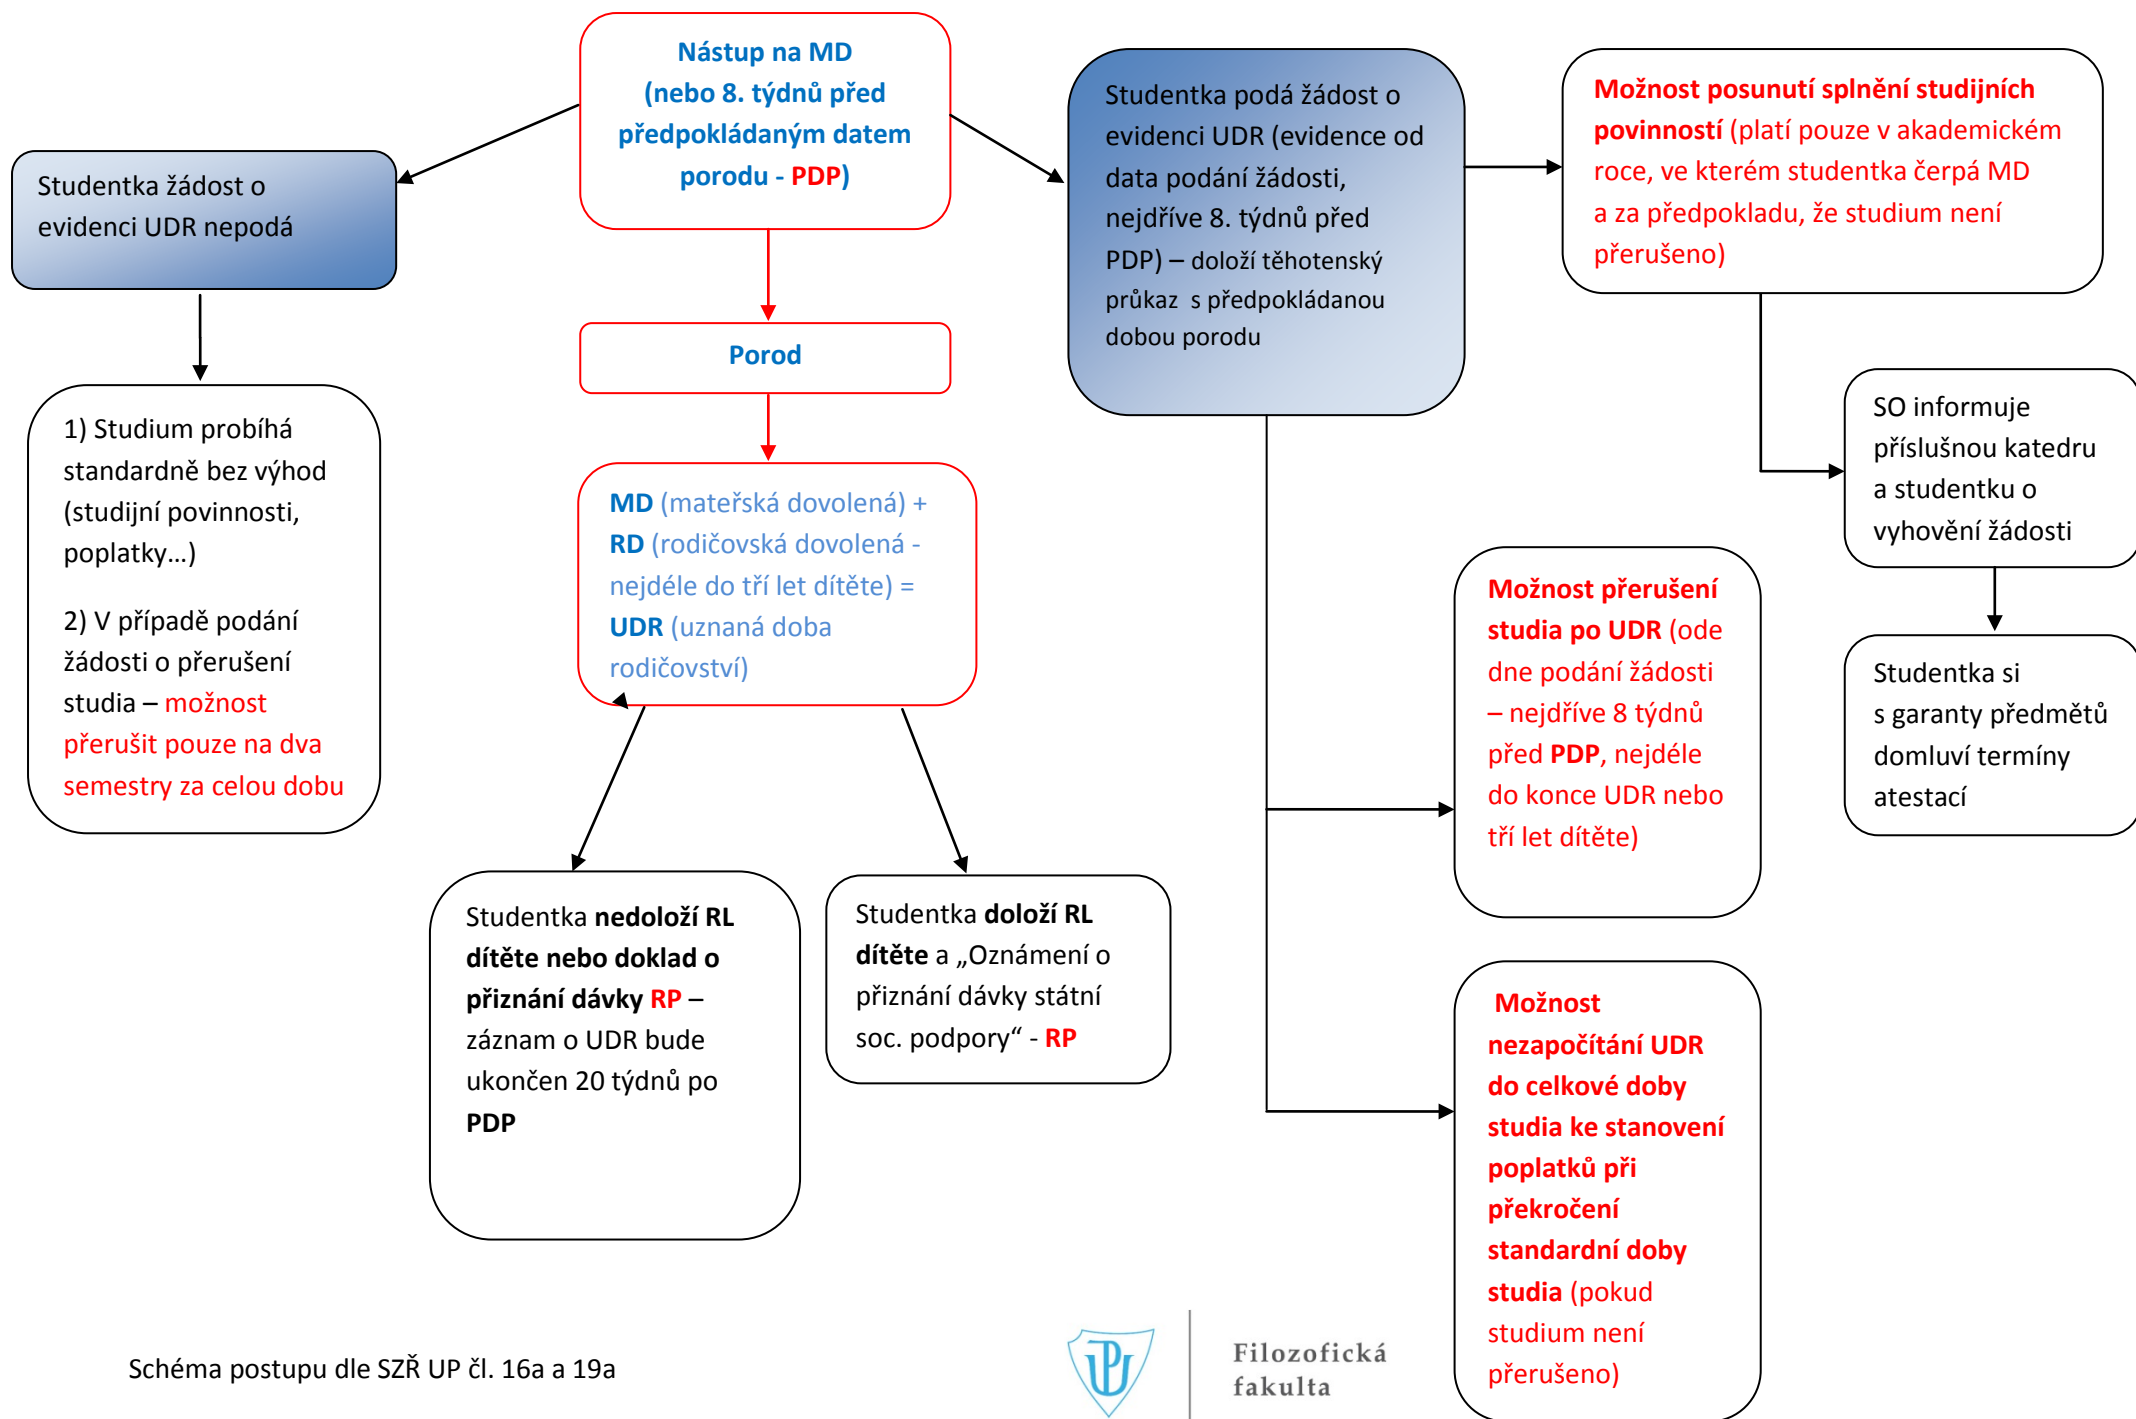 Nástup na MD
(nebo 8. týdnů před
předpokládaným datem
porodu - PDP)
Studentka žádost o
evidenci UDR nepodá
Studentka podá žádost o
evidenci UDR (evidence od
data podání žádosti,
nejdříve 8. týdnů před
PDP) – doloží těhotenský
průkaz s předpokládanou
dobou porodu
Možnost posunutí splnění studijních
povinností (platí pouze v akademickém
roce, ve kterém studentka čerpá MD
a za předpokladu, že studium není
přerušeno)
Porod
1) Studium probíhá
standardně bez výhod
(studijní povinnosti,
poplatky…)
2) V případě podání
žádosti o přerušení
studia – možnost
přerušit pouze na dva
semestry za celou dobu
MD (mateřská dovolená) +
RD (rodičovská dovolená -
nejdéle do tří let dítěte) =
UDR (uznaná doba
rodičovství)
SO informuje
příslušnou katedru
a studentku o
vyhovění žádosti
Možnost přerušení
studia po UDR (ode
dne podání žádosti
– nejdříve 8 týdnů
před PDP, nejdéle
do konce UDR nebo
tří let dítěte)
Studentka si
s garanty předmětů
domluví termíny
atestací
Studentka nedoloží RL
dítěte nebo doklad o
přiznání dávky RP –
záznam o UDR bude
ukončen 20 týdnů po
PDP
Studentka doloží RL
dítěte a „Oznámení o
přiznání dávky státní
soc. podpory“ - RP
Možnost
nezapočítání UDR
do celkové doby
studia ke stanovení
poplatků při
překročení
standardní doby
studia (pokud
studium není
přerušeno)
Schéma postupu dle SZŘ UP čl. 16a a 19a
UP
Filozofická
fakulta